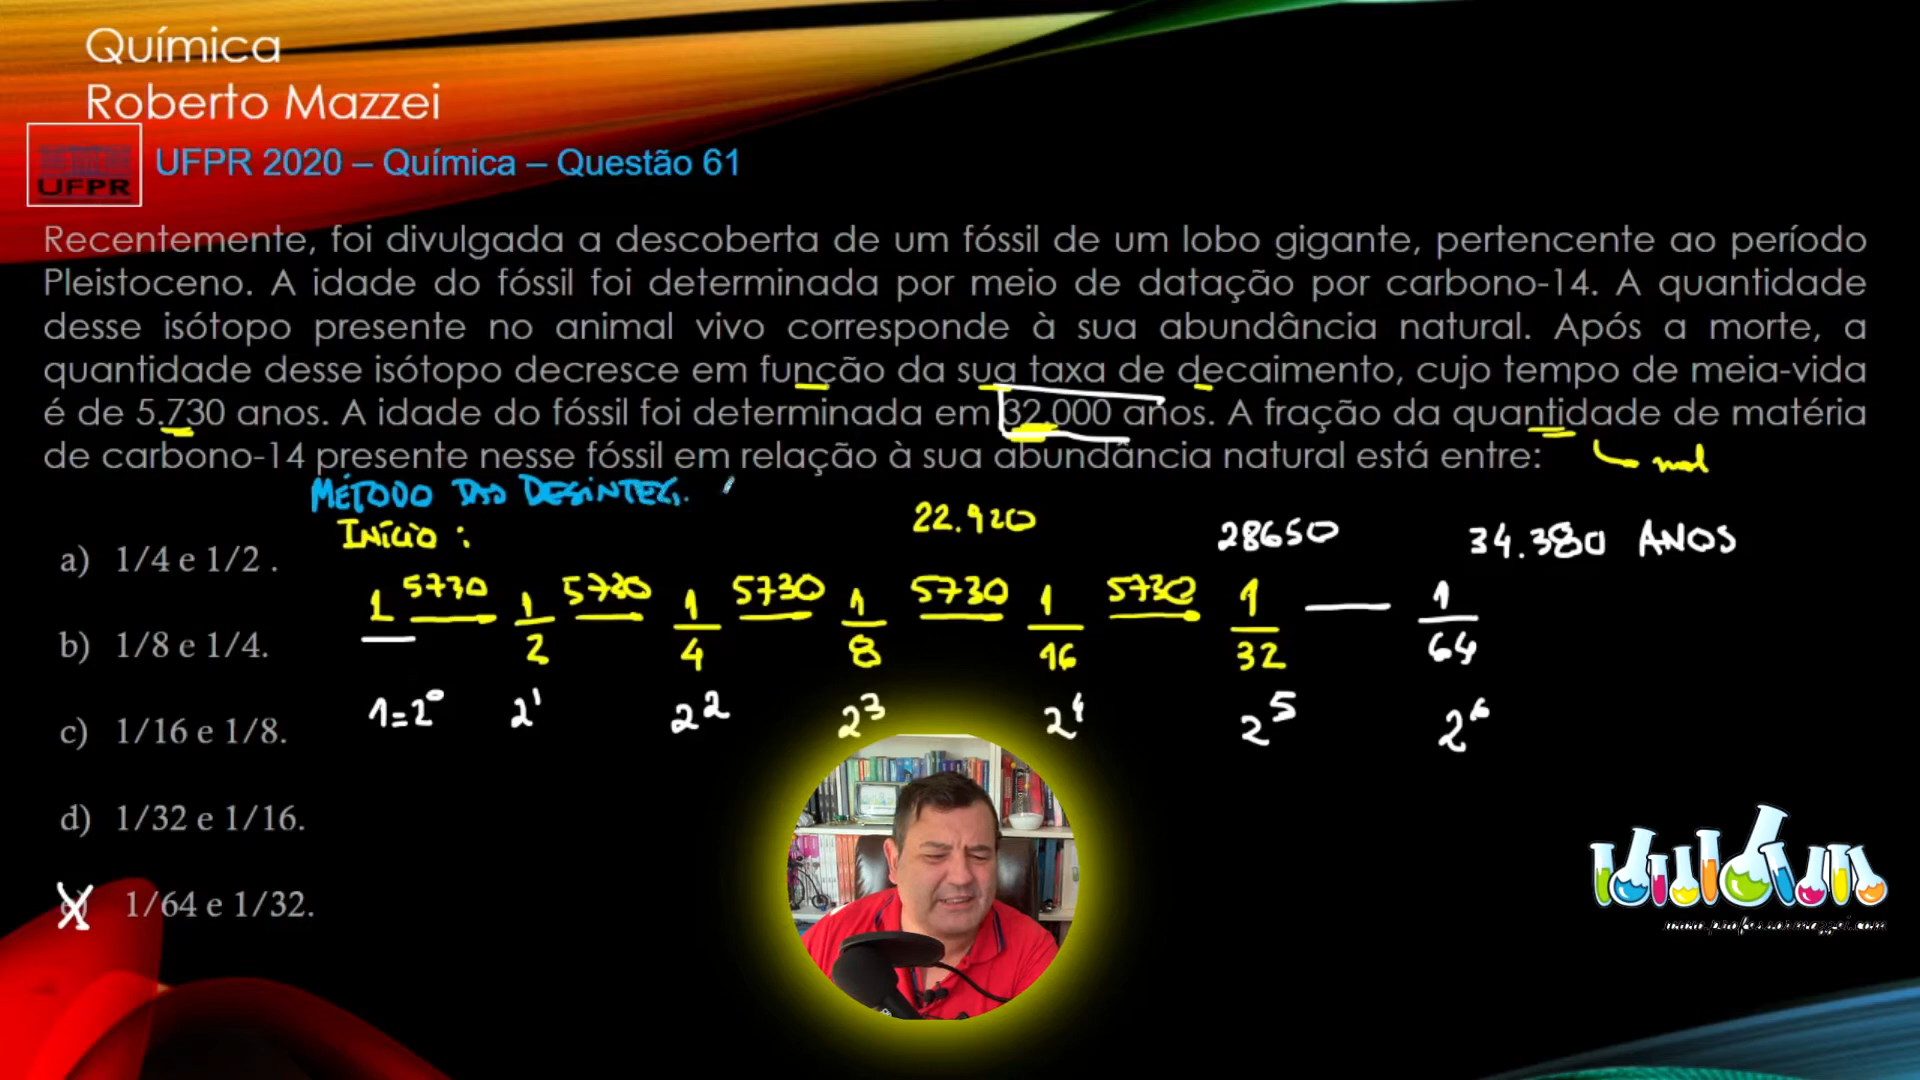 Química
Roberto Mazzei
UFPR
UFPR 2020 – Química – Questão 61
Recentemente, foi divulgada a descoberta de um fóssil de um lobo gigante, pertencente ao período
Pleistoceno. A idade do fóssil foi determinada por meio de datação por carbono-14. A quantidade
desse isótopo presente no animal vivo corresponde à sua abundância natural. Após a morte, a
quantidade desse isótopo decresce em função da sua taxa de decaimento, cujo tempo de meia-vida
é de 5.730 anos. A idade do fóssil foi determinada em 32.000 anos. A fração da quantidade de matéria
de carbono-14 presente nesse fóssil em relação à sua abundância natural está entre:
mol
MÉTODO DAS DESINTEG.
INÍCIO :
22.920 28650 34.380 ANOS
a) 1/4 e 1/2 .
1 5730 1/2 5730 1/4 5730 1/8 5730 1/16 5730 1/32 1/64
b) 1/8 e 1/4.
1=2⁰ 2¹ 2² 2³ 2⁴ 2⁵ 2⁶
c) 1/16 e 1/8.
d) 1/32 e 1/16.
e) 1/64 e 1/32.
www.professormazzei.com